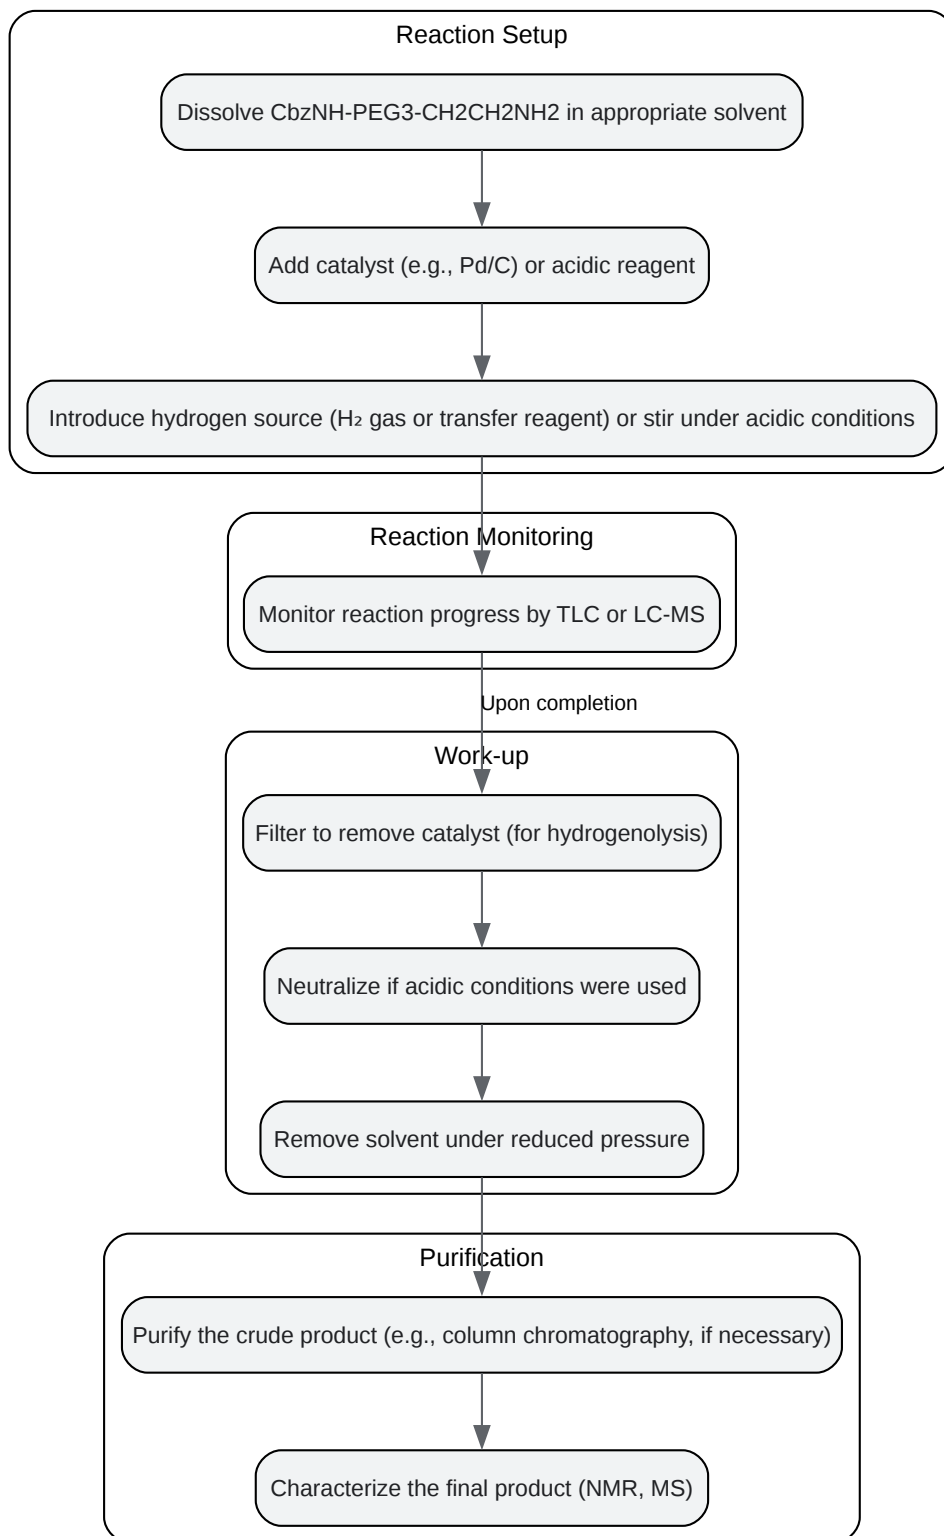 Reaction Setup
Dissolve CbzNH-PEG3-CH2CH2NH2 in appropriate solvent
Add catalyst (e.g., Pd/C) or acidic reagent
Introduce hydrogen source (H₂ gas or transfer reagent) or stir under acidic conditions
Reaction Monitoring
Monitor reaction progress by TLC or LC-MS
Upon completion
Work-up
Filter to remove catalyst (for hydrogenolysis)
Neutralize if acidic conditions were used
Remove solvent under reduced pressure
Purification
Purify the crude product (e.g., column chromatography, if necessary)
Characterize the final product (NMR, MS)